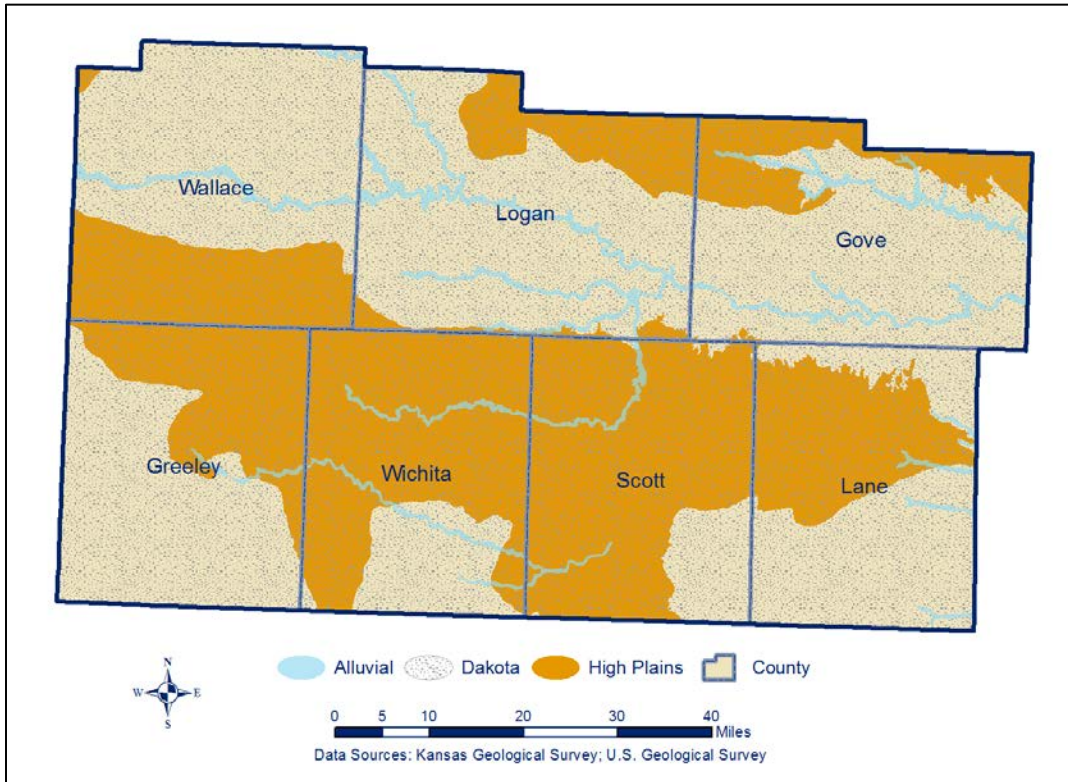 Wallace
Logan
Gove
Greeley
Wichita
Scott
Lane
N
W E
S
Alluvial Dakota High Plains County
0 5 10 20 30 40
Miles
Data Sources: Kansas Geological Survey; U.S. Geological Survey